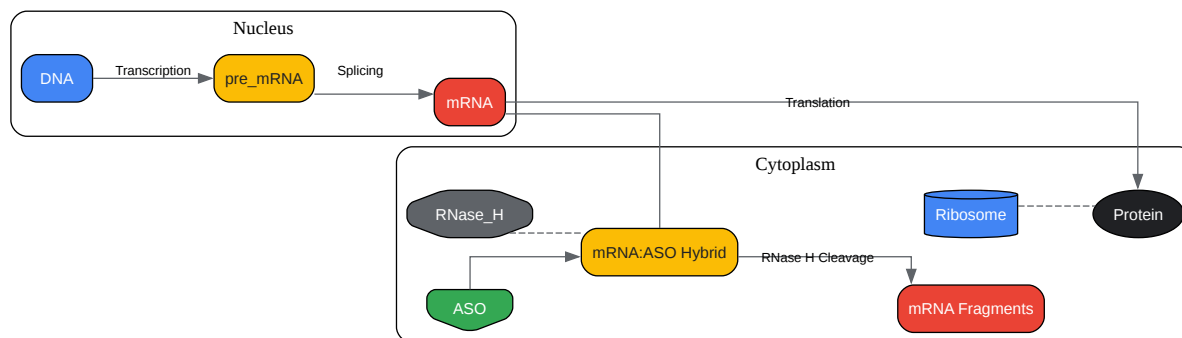 Nucleus
DNA
Transcription
pre_mRNA
Splicing
mRNA
Translation
Cytoplasm
RNase_H
Ribosome
Protein
mRNA:ASO Hybrid
RNase H Cleavage
ASO
mRNA Fragments